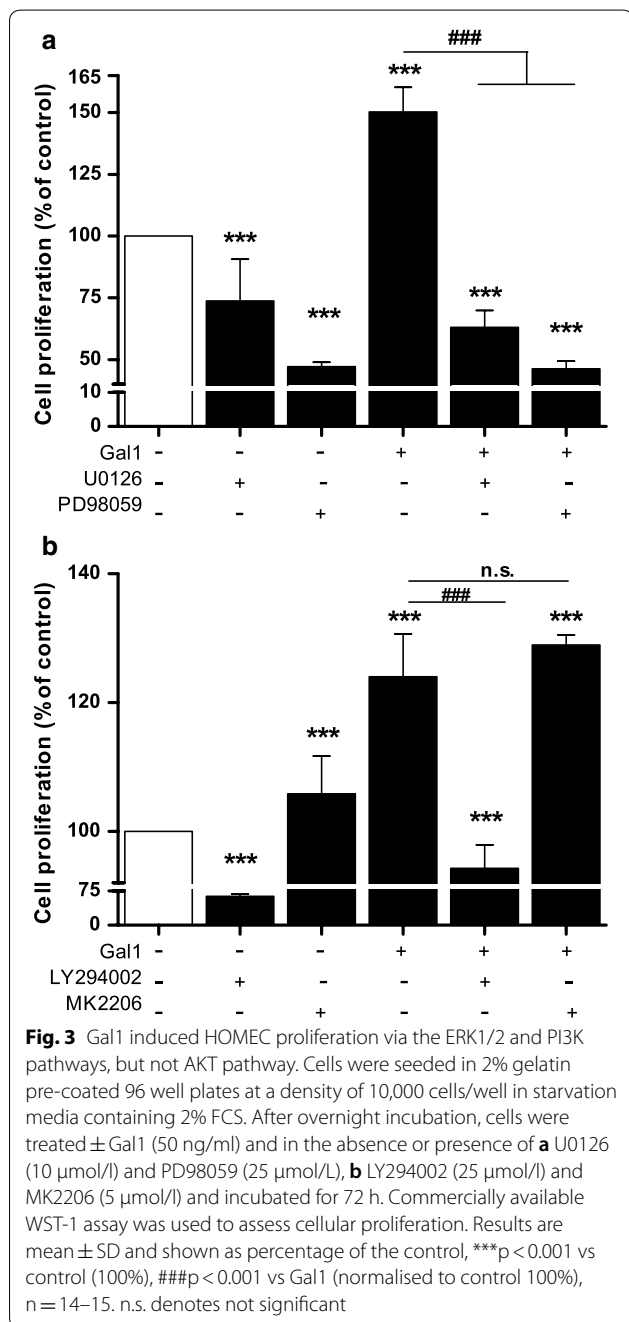 a
###
165
150
125
100
75
50
10
0
Cell proliferation (% of control)
***
***
***
***
***
Gal1 - - - + + +
U0126 - + - - + -
PD98059 - - + - - +
b
n.s.
###
140
120
100
75
0
Cell proliferation (% of control)
***
***
***
***
***
Gal1 - - - + + +
LY294002 - + - - + -
MK2206 - - + - - +
Fig. 3 Gal1 induced HOMEC proliferation via the ERK1/2 and PI3K
pathways, but not AKT pathway. Cells were seeded in 2% gelatin
pre-coated 96 well plates at a density of 10,000 cells/well in starvation
media containing 2% FCS. After overnight incubation, cells were
treated ± Gal1 (50 ng/ml) and in the absence or presence of a U0126
(10 µmol/l) and PD98059 (25 µmol/L), b LY294002 (25 µmol/l) and
MK2206 (5 µmol/l) and incubated for 72 h. Commercially available
WST-1 assay was used to assess cellular proliferation. Results are
mean ± SD and shown as percentage of the control, ***p < 0.001 vs
control (100%), ###p < 0.001 vs Gal1 (normalised to control 100%),
n = 14–15. n.s. denotes not significant